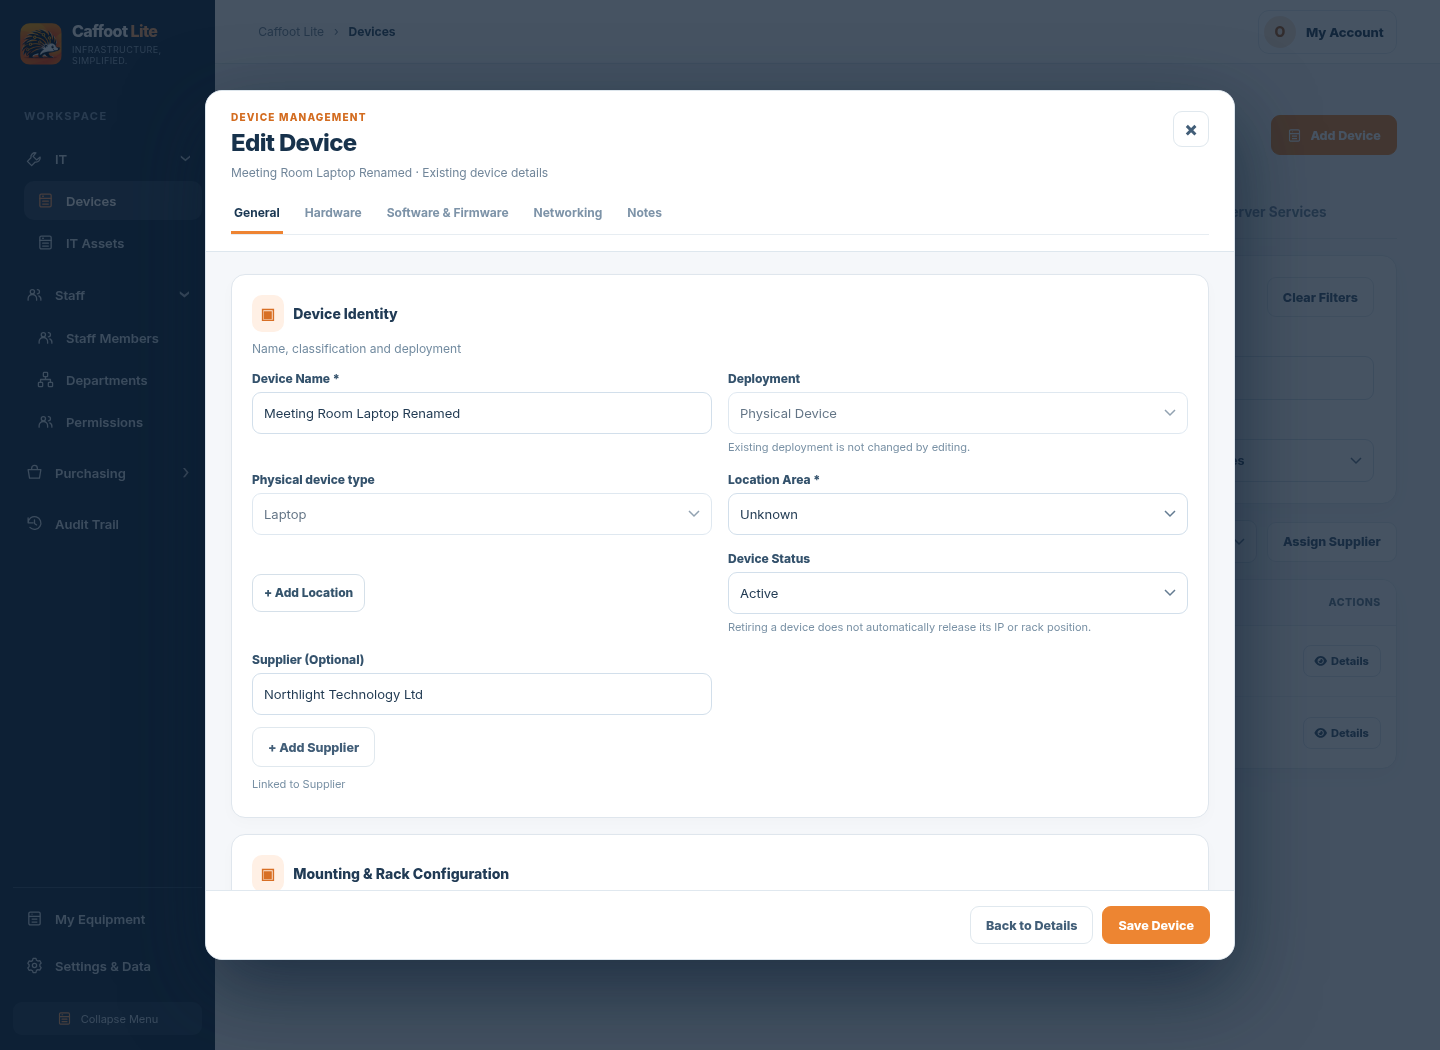 Caffoot Lite
INFRASTRUCTURE,
SIMPLIFIED.
WORKSPACE
IT
Devices
IT Assets
Staff
Staff Members
Departments
Permissions
Purchasing
Audit Trail
My Equipment
Settings & Data
Collapse Menu
Caffoot Lite › Devices
O My Account
Add Device
erver Services
Clear Filters
es
Assign Supplier
ACTIONS
Details
Details
DEVICE MANAGEMENT
Edit Device
Meeting Room Laptop Renamed · Existing device details
General Hardware Software & Firmware Networking Notes
Device Identity
Name, classification and deployment
Device Name *
Meeting Room Laptop Renamed
Deployment
Physical Device
Existing deployment is not changed by editing.
Physical device type
Laptop
Location Area *
Unknown
+ Add Location
Device Status
Active
Retiring a device does not automatically release its IP or rack position.
Supplier (Optional)
Northlight Technology Ltd
+ Add Supplier
Linked to Supplier
Mounting & Rack Configuration
Back to Details
Save Device